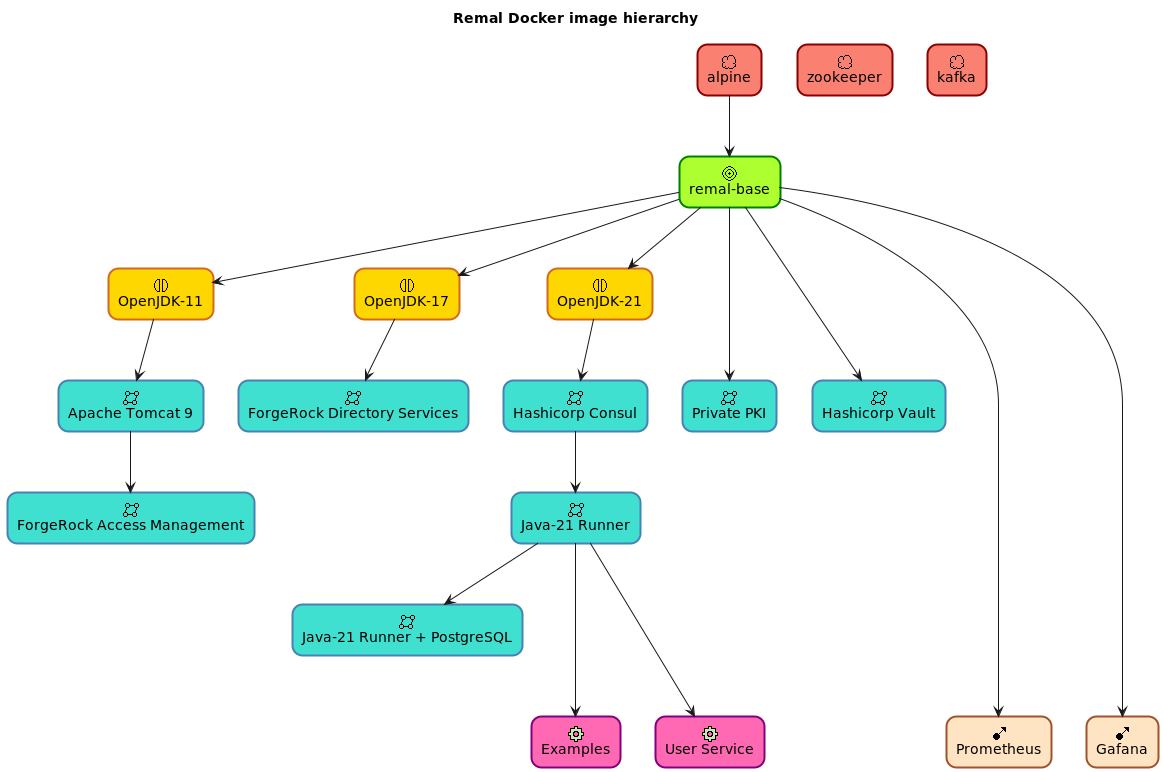 Remal Docker image hierarchy
alpine
zookeeper
kafka
remal-base
OpenJDK-11
OpenJDK-17
OpenJDK-21
Apache Tomcat 9
ForgeRock Directory Services
Hashicorp Consul
Private PKI
Hashicorp Vault
ForgeRock Access Management
Java-21 Runner
Java-21 Runner + PostgreSQL
Examples
User Service
Prometheus
Gafana